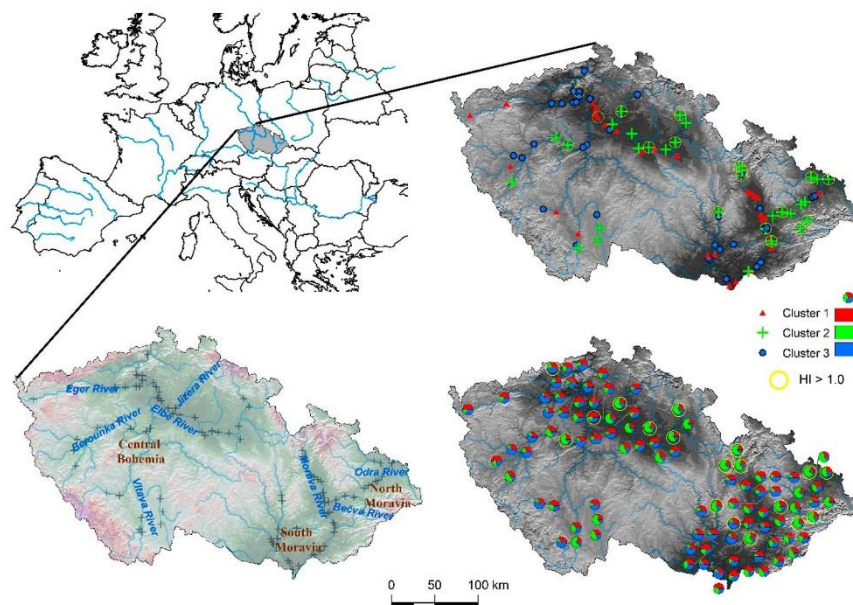 Cluster 1
Cluster 2
Cluster 3
HI > 1.0
Eger River
Jizera River
Elbe River
Berounka River
Central
Bohemia
Vltava River
Morava River
Odra River
North
Moravia
Bečva River
South
Moravia
0 50 100 km